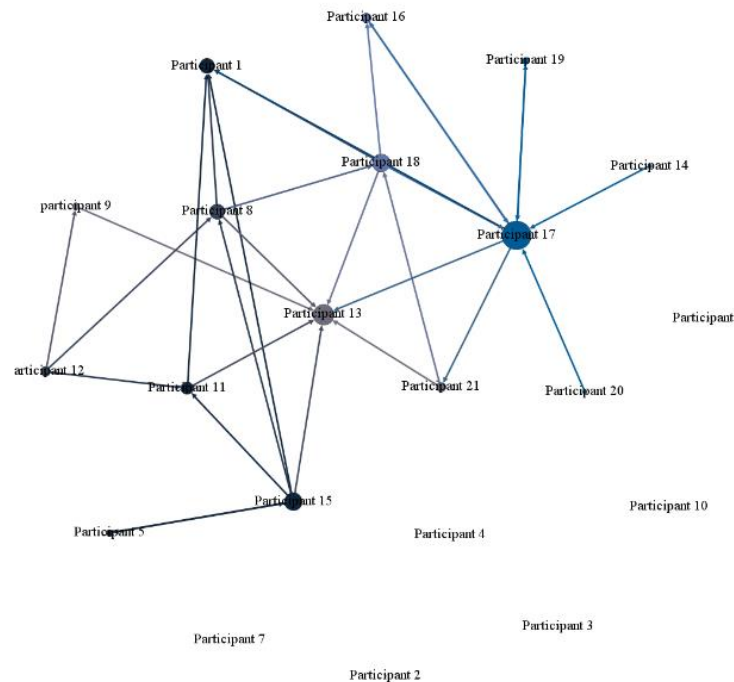 Participant 16
Participant 1
Participant 19
Participant 18
Participant 14
participant 9
Participant 8
Participant 17
Participant 13
Participant
articipant 12
Participant 11
Participant 21
Participant 20
Participant 15
Participant 10
Participant 5
Participant 4
Participant 3
Participant 7
Participant 2